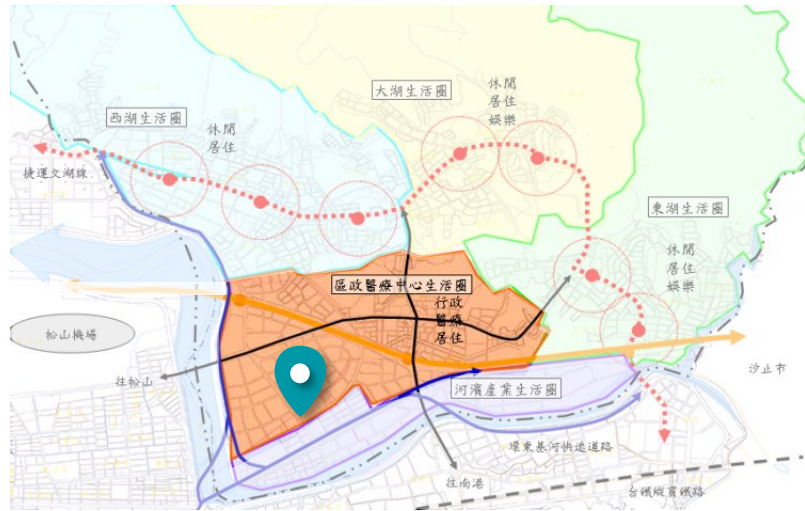 大湖生活圈
休閒
居住
娛樂
西湖生活圈
休閒
居住
捷運文湖線
東湖生活圈
休閒
居住
娛樂
區政醫療中心生活圈
行政
醫療
居住
松山機場
往松山
汐止市
河濱產業生活圈
環東基河快速道路
往南港
台鐵縱貫鐵路